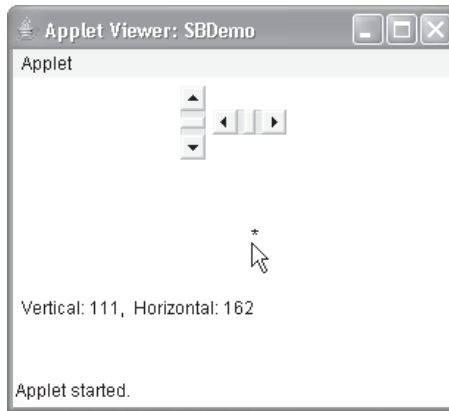 Applet Viewer: SBDemo
Applet
*
Vertical: 111, Horizontal: 162
Applet started.